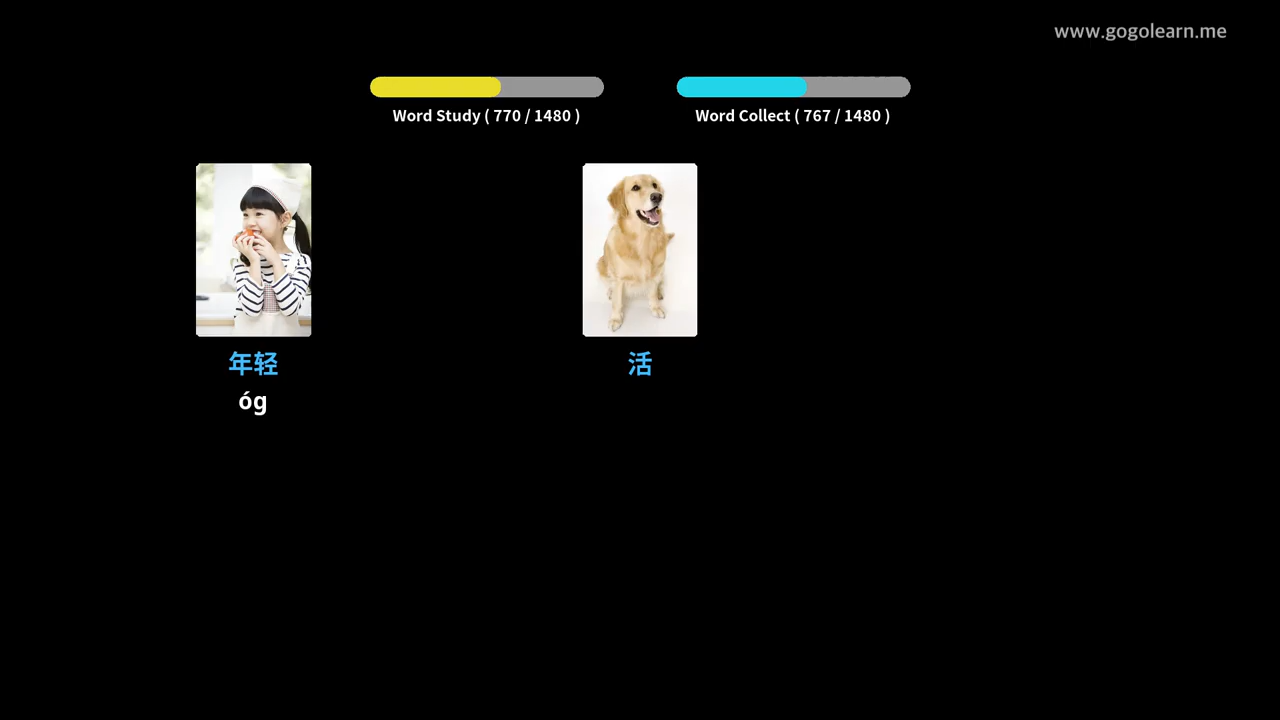 www.gogolearn.me
Word Study ( 770 / 1480 )
Word Collect ( 767 / 1480 )
年轻
óg
活